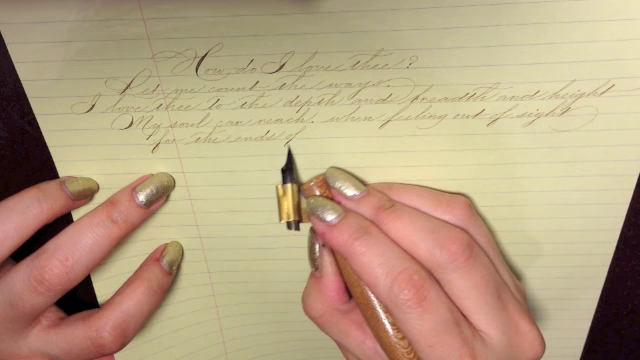 How do I love thee?
Let me count the ways.
I love thee to the depth and breadth and height
My soul can reach, when feeling out of sight
for the ends of